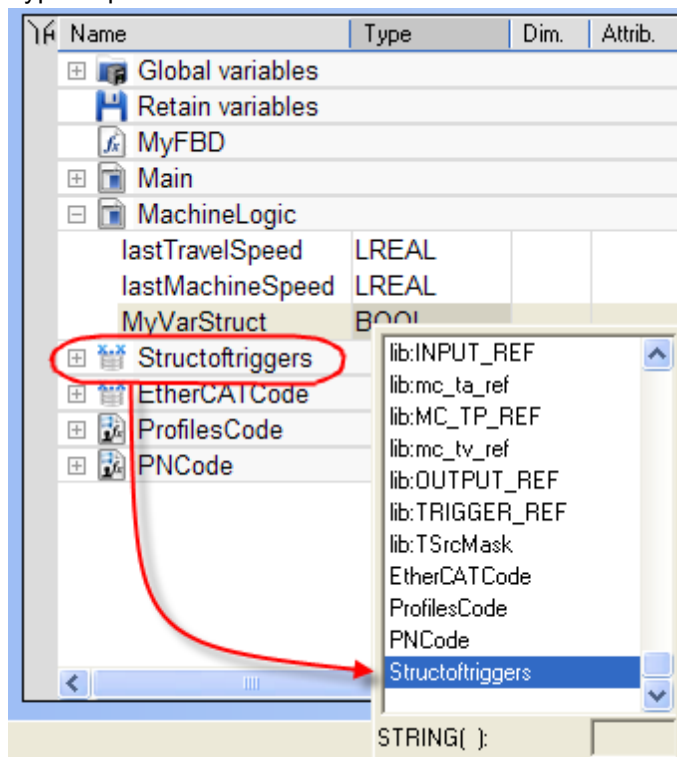 Name Type Dim. Attrib.
Global variables
Retain variables
MyFBD
Main
MachineLogic
lastTravelSpeed LREAL
lastMachineSpeed LREAL
MyVarStruct BOOL
Structoftriggers
EtherCATCode
ProfilesCode
PNCode
lib:INPUT_REF
lib:mc_ta_ref
lib:MC_TP_REF
lib:mc_tv_ref
lib:OUTPUT_REF
lib:TRIGGER_REF
lib:TSrcMask
EtherCATCode
ProfilesCode
PNCode
Structoftriggers
STRING( ):